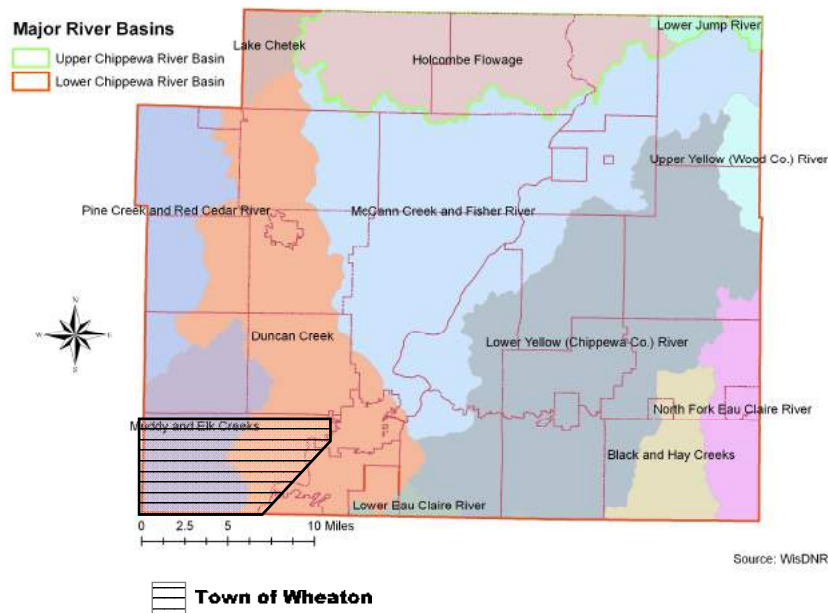 Major River Basins
Upper Chippewa River Basin
Lower Chippewa River Basin
Lake Chetek
Lower Jump River
Holcombe Flowage
Upper Yellow (Wood Co.) River
Pine Creek and Red Cedar River
McCann Creek and Fisher River
N
W
E
S
Duncan Creek
Lower Yellow (Chippewa Co.) River
North Fork Eau Claire River
Muddy and Elk Creeks
Black and Hay Creeks
Lower Eau Claire River
0 2.5 5 10 Miles
Source: WisDNR
Town of Wheaton